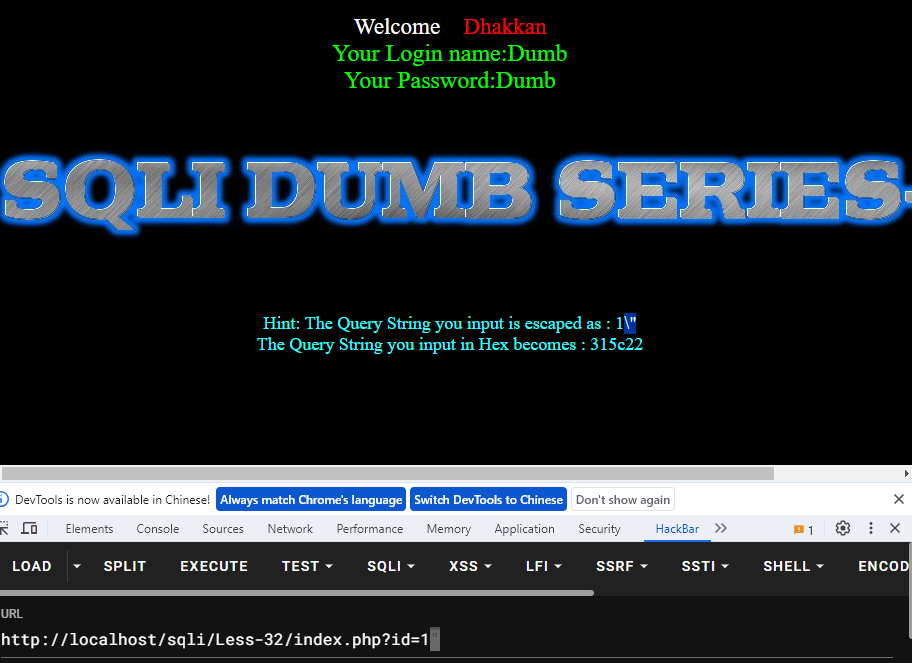 Welcome Dhakkan
Your Login name:Dumb
Your Password:Dumb
SQLI DUMB SERIES-
Hint: The Query String you input is escaped as : 1\"
The Query String you input in Hex becomes : 315c22
DevTools is now available in Chinese! Always match Chrome's language Switch DevTools to Chinese Don't show again
Elements Console Sources Network Performance Memory Application Security HackBar 1
LOAD SPLIT EXECUTE TEST SQLI XSS LFI SSRF SSTI SHELL ENCOD
URL
http://localhost/sqli/Less-32/index.php?id=1"